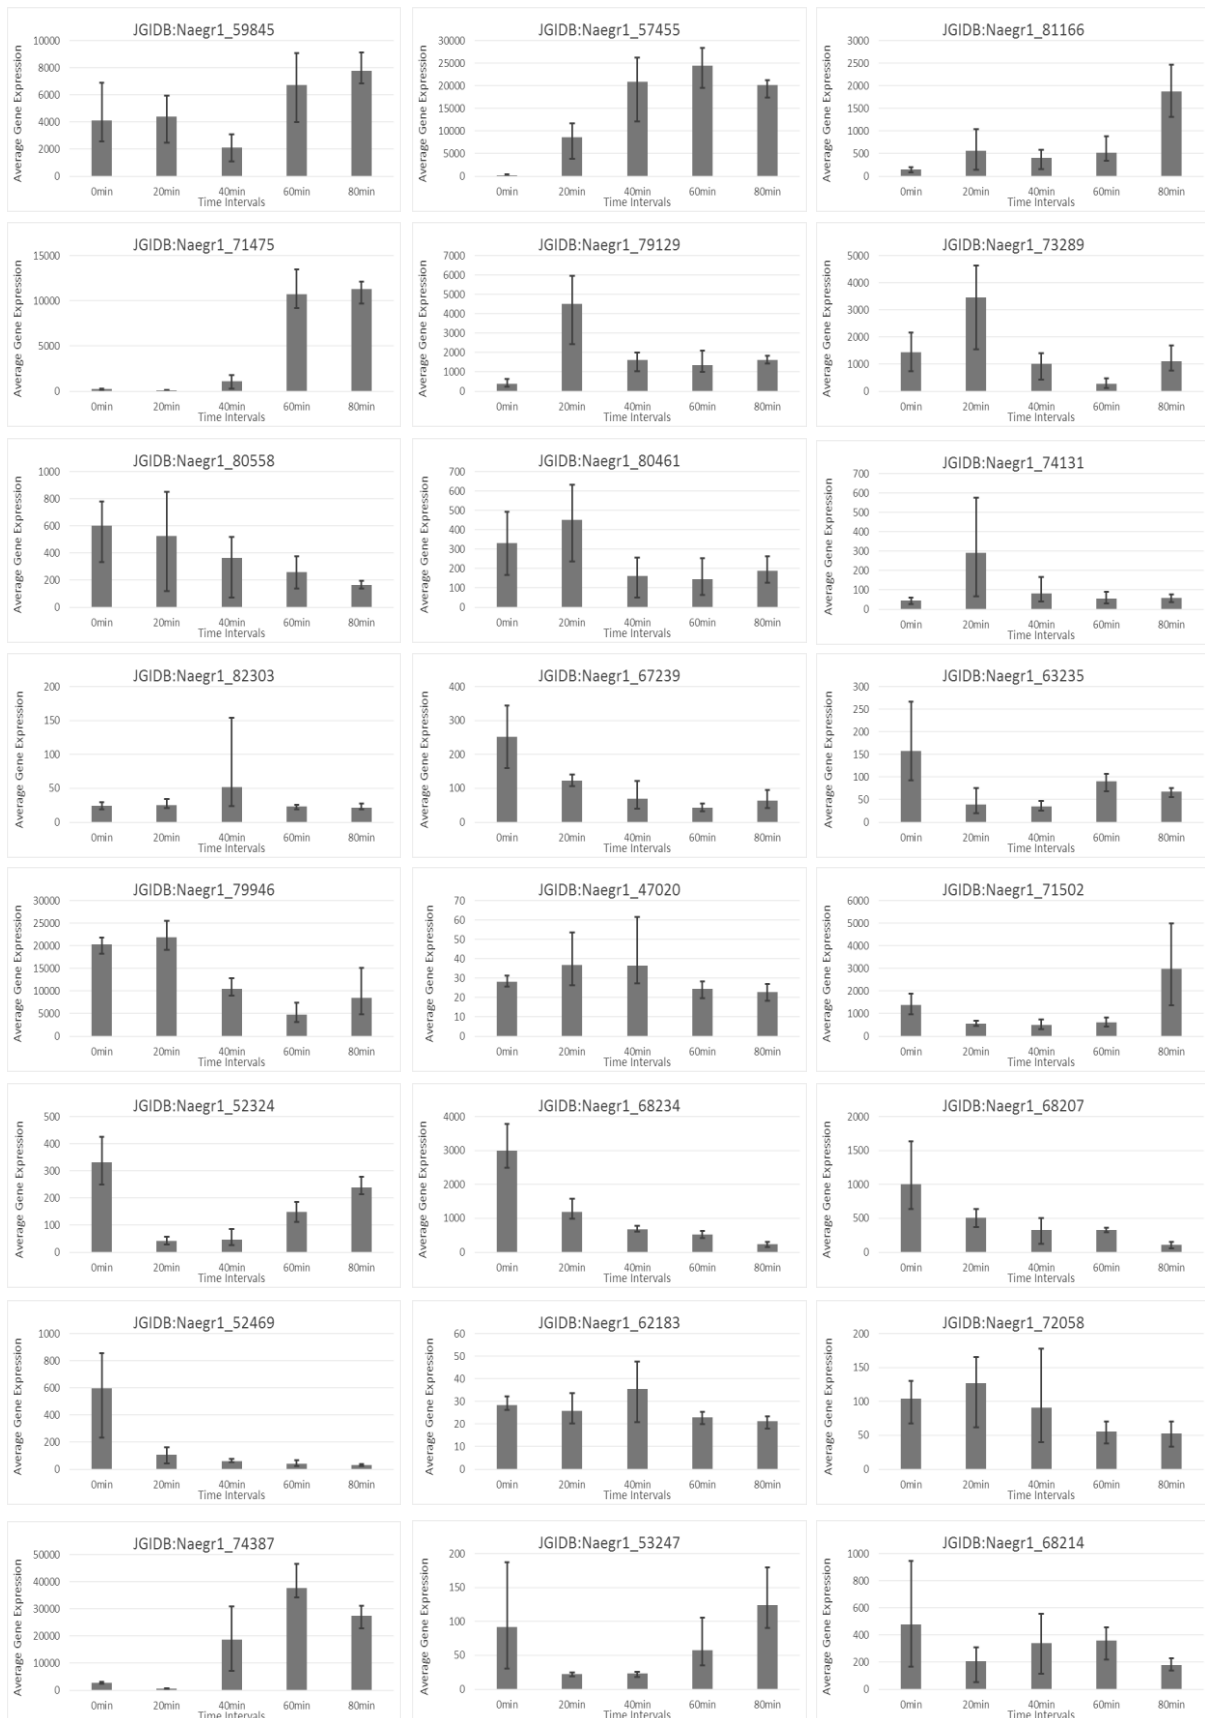 JGIDB:Naegr1_59845
Average Gene Expression
10000
8000
6000
4000
2000
0
0min 20min 40min 60min 80min
Time Intervals
JGIDB:Naegr1_57455
Average Gene Expression
30000
25000
20000
15000
10000
5000
0
0min 20min 40min 60min 80min
Time Intervals
JGIDB:Naegr1_81166
Average Gene Expression
3000
2500
2000
1500
1000
500
0
0min 20min 40min 60min 80min
Time Intervals
JGIDB:Naegr1_71475
Average Gene Expression
15000
10000
5000
0
0min 20min 40min 60min 80min
Time Intervals
JGIDB:Naegr1_79129
Average Gene Expression
7000
6000
5000
4000
3000
2000
1000
0
0min 20min 40min 60min 80min
Time Intervals
JGIDB:Naegr1_73289
Average Gene Expression
5000
4000
3000
2000
1000
0
0min 20min 40min 60min 80min
Time Intervals
JGIDB:Naegr1_80558
Average Gene Expression
1000
800
600
400
200
0
0min 20min 40min 60min 80min
Time Intervals
JGIDB:Naegr1_80461
Average Gene Expression
700
600
500
400
300
200
100
0
0min 20min 40min 60min 80min
Time Intervals
JGIDB:Naegr1_74131
Average Gene Expression
700
600
500
400
300
200
100
0
0min 20min 40min 60min 80min
Time Intervals
JGIDB:Naegr1_82303
Average Gene Expression
200
150
100
50
0
0min 20min 40min 60min 80min
Time Intervals
JGIDB:Naegr1_67239
Average Gene Expression
400
300
200
100
0
0min 20min 40min 60min 80min
Time Intervals
JGIDB:Naegr1_63235
Average Gene Expression
300
250
200
150
100
50
0
0min 20min 40min 60min 80min
Time Intervals
JGIDB:Naegr1_79946
Average Gene Expression
30000
25000
20000
15000
10000
5000
0
0min 20min 40min 60min 80min
Time Intervals
JGIDB:Naegr1_47020
Average Gene Expression
70
60
50
40
30
20
10
0
0min 20min 40min 60min 80min
Time Intervals
JGIDB:Naegr1_71502
Average Gene Expression
6000
5000
4000
3000
2000
1000
0
0min 20min 40min 60min 80min
Time Intervals
JGIDB:Naegr1_52324
Average Gene Expression
500
400
300
200
100
0
0min 20min 40min 60min 80min
Time Intervals
JGIDB:Naegr1_68234
Average Gene Expression
4000
3000
2000
1000
0
0min 20min 40min 60min 80min
Time Intervals
JGIDB:Naegr1_68207
Average Gene Expression
2000
1500
1000
500
0
0min 20min 40min 60min 80min
Time Intervals
JGIDB:Naegr1_52469
Average Gene Expression
1000
800
600
400
200
0
0min 20min 40min 60min 80min
Time Intervals
JGIDB:Naegr1_62183
Average Gene Expression
60
50
40
30
20
10
0
0min 20min 40min 60min 80min
Time Intervals
JGIDB:Naegr1_72058
Average Gene Expression
200
150
100
50
0
0min 20min 40min 60min 80min
Time Intervals
JGIDB:Naegr1_74387
Average Gene Expression
50000
40000
30000
20000
10000
0
0min 20min 40min 60min 80min
Time Intervals
JGIDB:Naegr1_53247
Average Gene Expression
200
150
100
50
0
0min 20min 40min 60min 80min
Time Intervals
JGIDB:Naegr1_68214
Average Gene Expression
1000
800
600
400
200
0
0min 20min 40min 60min 80min
Time Intervals